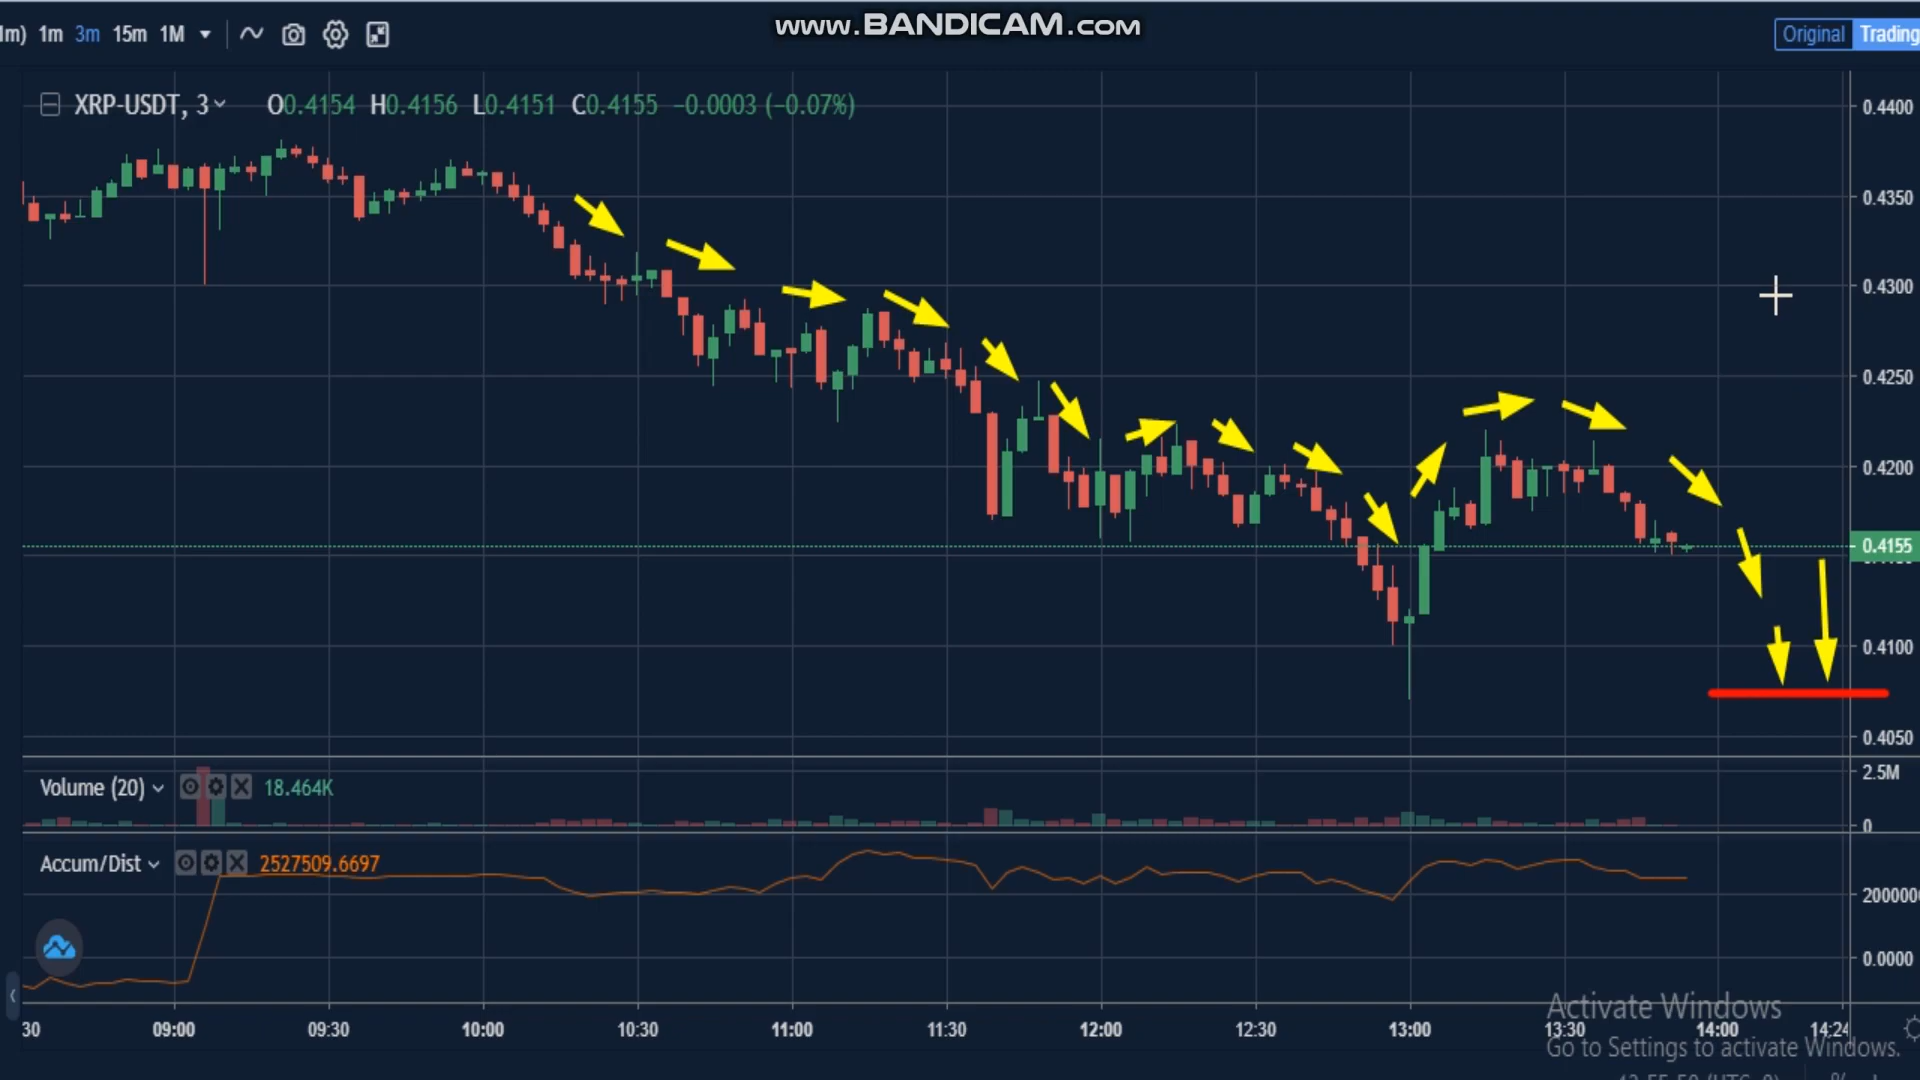 www.BANDICAM.com
1m 3m 15m 1M
Original Trading
XRP-USDT, 3 O0.4154 H0.4156 L0.4151 C0.4155 −0.0003 (−0.07%)
0.4400
0.4350
0.4300
0.4250
0.4200
0.4155
0.4100
0.4050
Volume (20) 18.464K
2.5M
0
Accum/Dist 2527509.6697
0.0000
30 09:00 09:30 10:00 10:30 11:00 11:30 12:00 12:30 13:00 13:30 14:00 14:24
Activate Windows
Go to Settings to activate Windows.